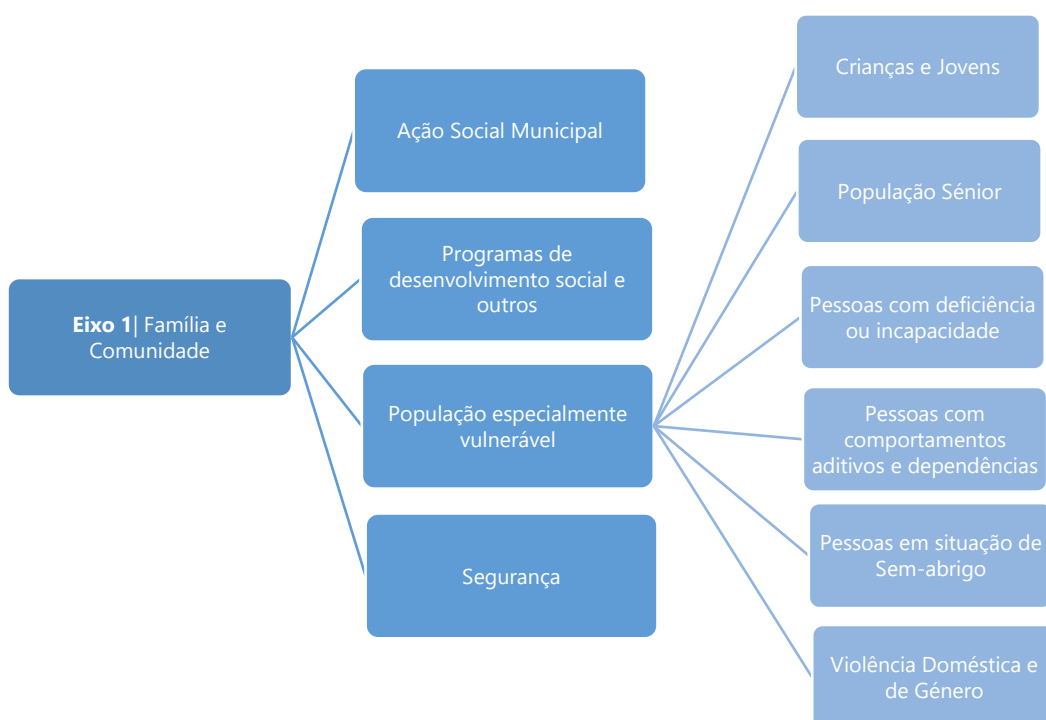 Eixo 1| Família e
Comunidade
Ação Social Municipal
Programas de
desenvolvimento social e
outros
População especialmente
vulnerável
Segurança
Crianças e Jovens
População Sénior
Pessoas com deficiência
ou incapacidade
Pessoas com
comportamentos
aditivos e dependências
Pessoas em situação de
Sem-abrigo
Violência Doméstica e
de Género